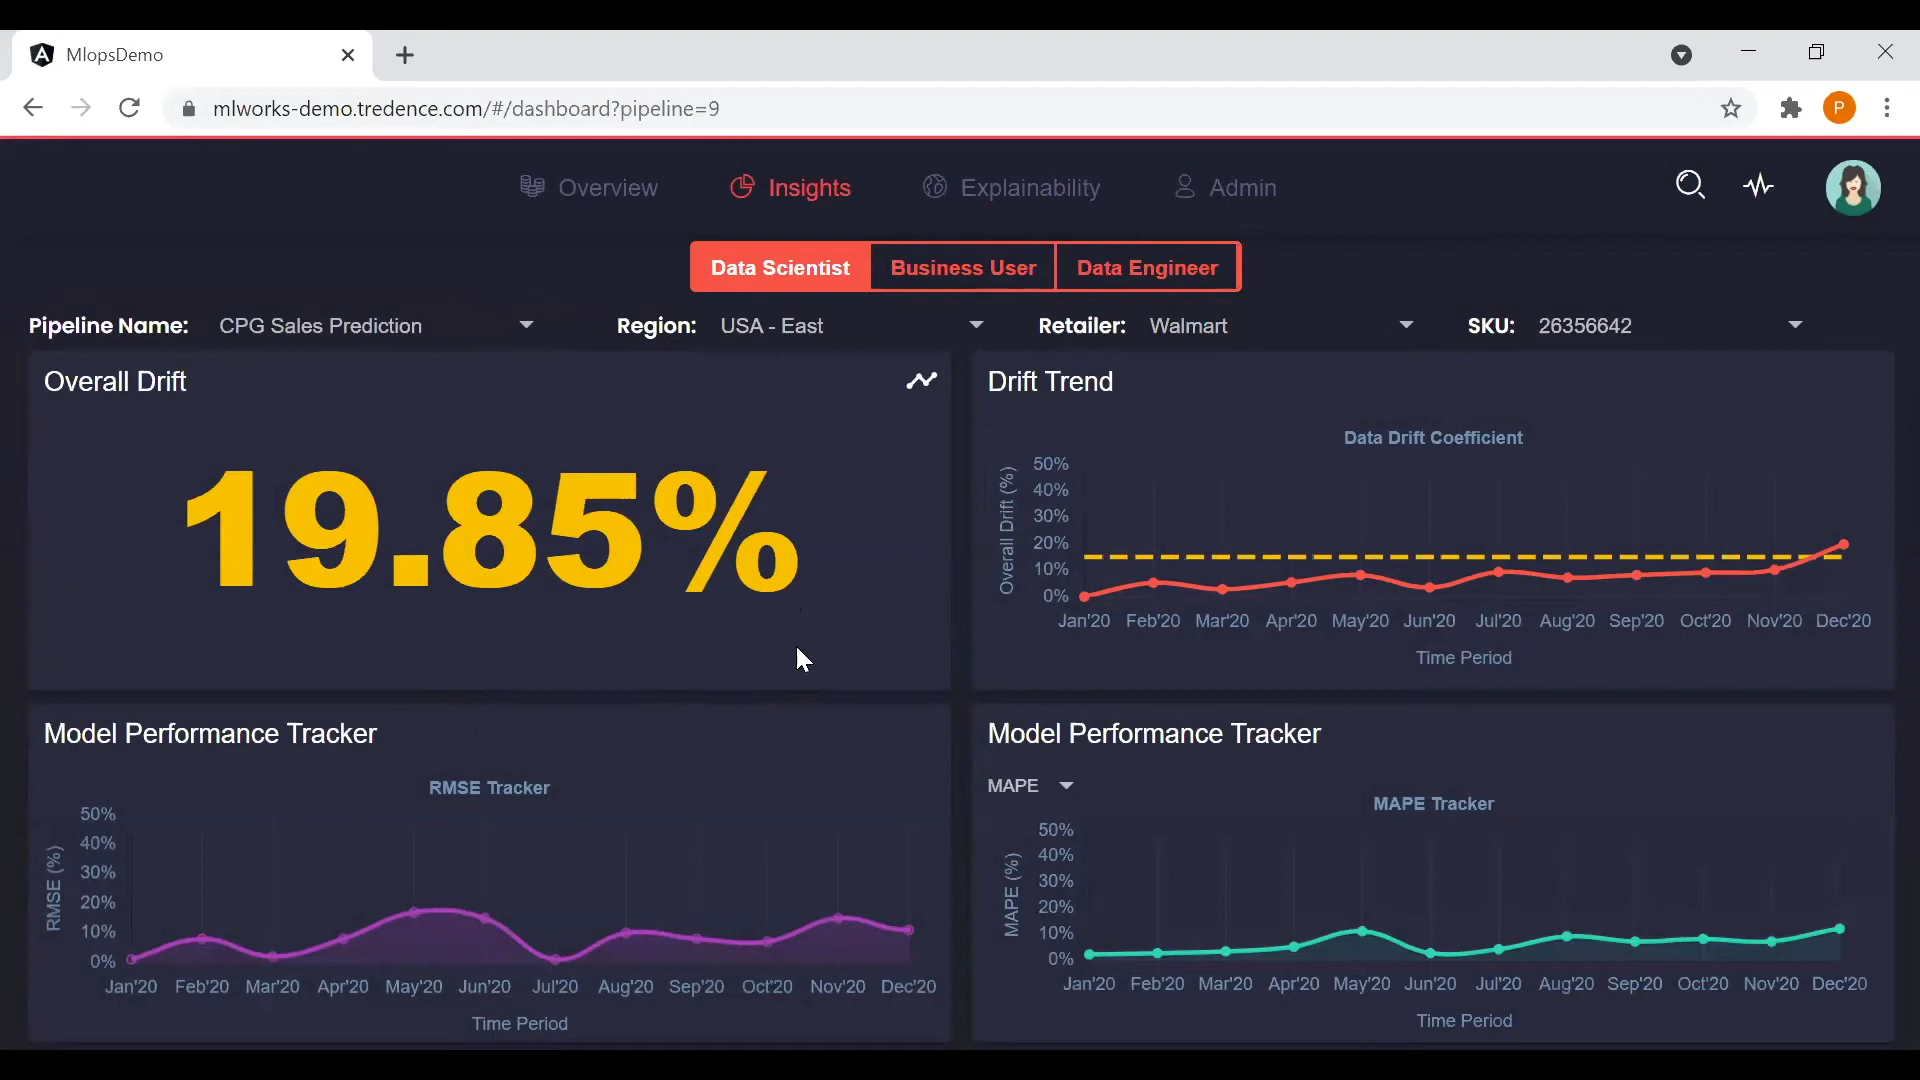 MlopsDemo
mlworks-demo.tredence.com/#/dashboard?pipeline=9
P
Overview Insights Explainability Admin
Data Scientist Business User Data Engineer
Pipeline Name: CPG Sales Prediction Region: USA - East Retailer: Walmart SKU: 26356642
Overall Drift
19.85%
Drift Trend
Data Drift Coefficient
Overall Drift (%)
50%
40%
30%
20%
10%
0%
Jan'20 Feb'20 Mar'20 Apr'20 May'20 Jun'20 Jul'20 Aug'20 Sep'20 Oct'20 Nov'20 Dec'20
Time Period
Model Performance Tracker
RMSE Tracker
RMSE (%)
50%
40%
30%
20%
10%
0%
Jan'20 Feb'20 Mar'20 Apr'20 May'20 Jun'20 Jul'20 Aug'20 Sep'20 Oct'20 Nov'20 Dec'20
Time Period
Model Performance Tracker
MAPE
MAPE Tracker
MAPE (%)
50%
40%
30%
20%
10%
0%
Jan'20 Feb'20 Mar'20 Apr'20 May'20 Jun'20 Jul'20 Aug'20 Sep'20 Oct'20 Nov'20 Dec'20
Time Period